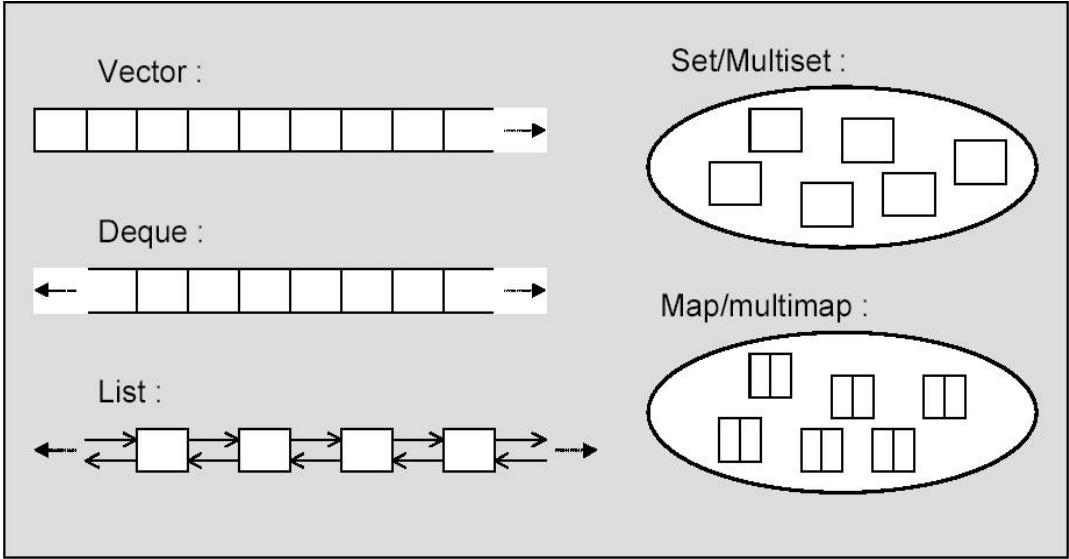 Vector :
Deque :
List :
Set/Multiset :
Map/multimap :